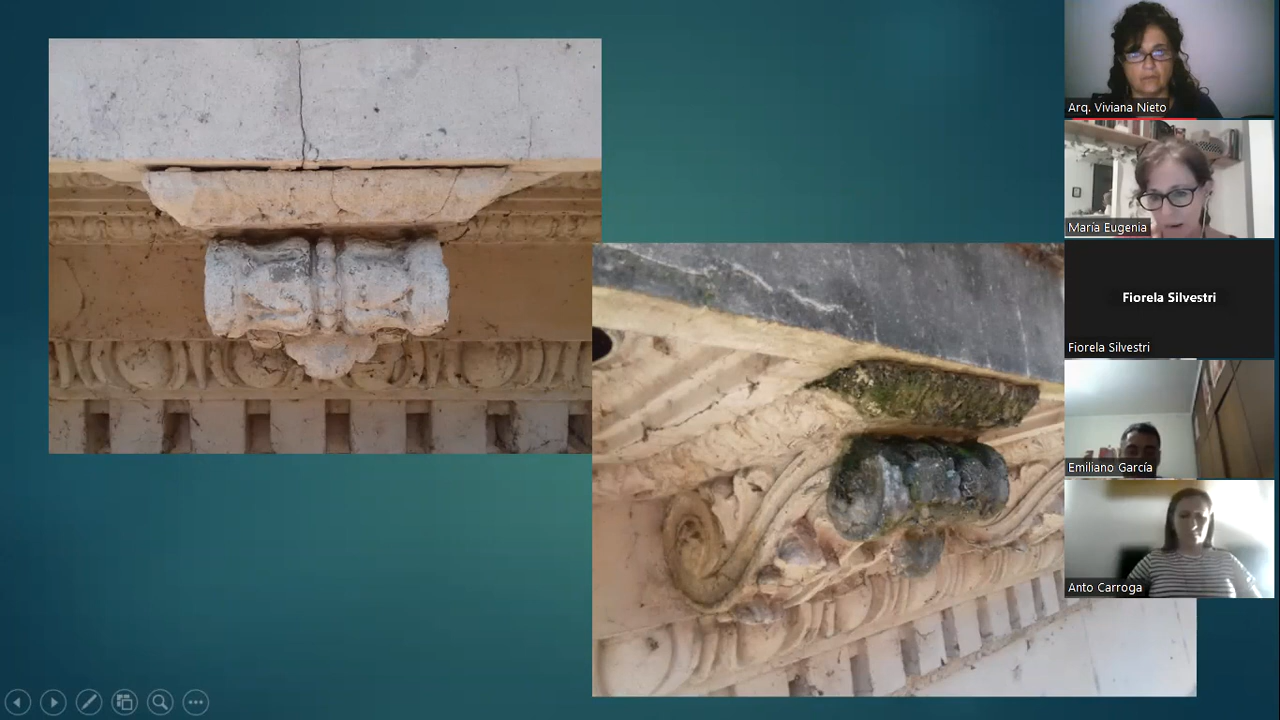 Arq. Viviana Nieto
María Eugenia
Fiorela Silvestri
Fiorela Silvestri
Emiliano García
Anto Carroga